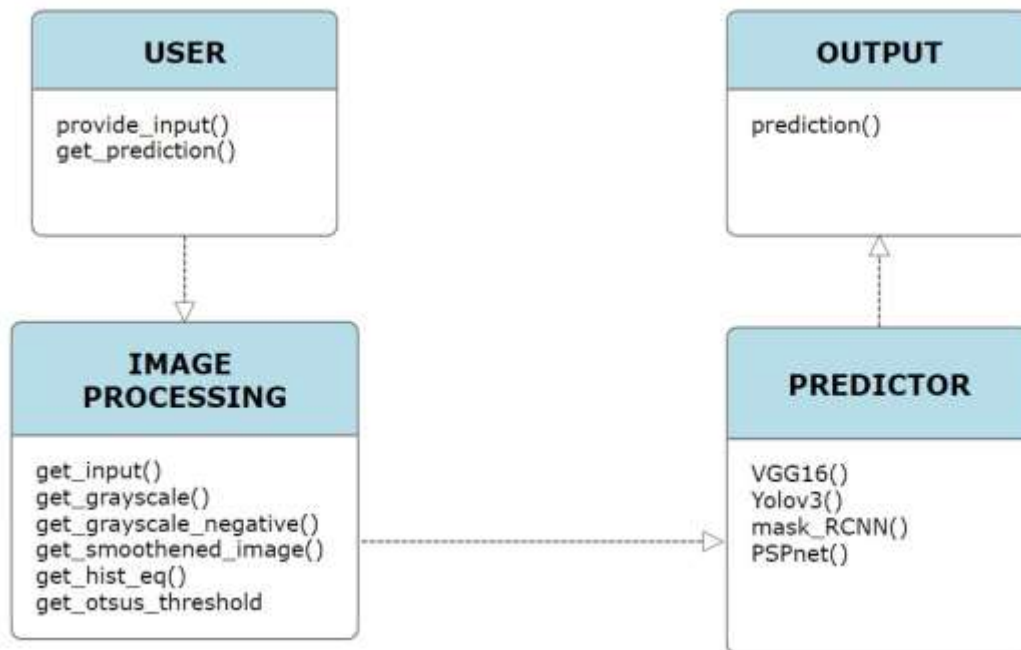 USER
provide_input()
get_prediction()
OUTPUT
prediction()
IMAGE
PROCESSING
get_input()
get_grayscale()
get_grayscale_negative()
get_smoothened_image()
get_hist_eq()
get_otsus_threshold
PREDICTOR
VGG16()
Yolov3()
mask_RCNN()
PSPnet()